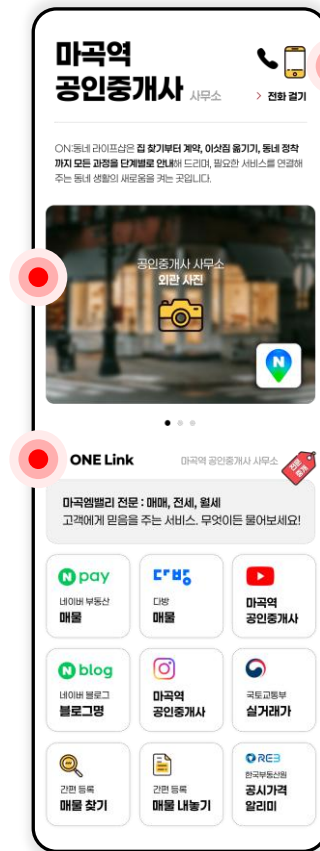 마곡역
공인중개사 사무소
> 전화 걸기
ON:동네 라이프샵은 집 찾기부터 계약, 이삿짐 옮기기, 동네 정착
까지 모든 과정을 단계별로 안내해 드리며, 필요한 서비스를 연결해
주는 동네 생활의 새로움을 켜는 곳입니다.
공인중개사 사무소
외관 사진
N
ONE Link
마곡역 공인중개사 사무소
전문
중개
마곡엠밸리 전문 : 매매, 전세, 월세
고객에게 믿음을 주는 서비스. 무엇이든 물어보세요!
N pay
네이버 부동산
매물
다방
다방
매물
마곡역
공인중개사
N blog
네이버 블로그
블로그명
마곡역
공인중개사
국토교통부
실거래가
간편 등록
매물 찾기
간편 등록
매물 내놓기
REB
한국부동산원
공시가격
알리미